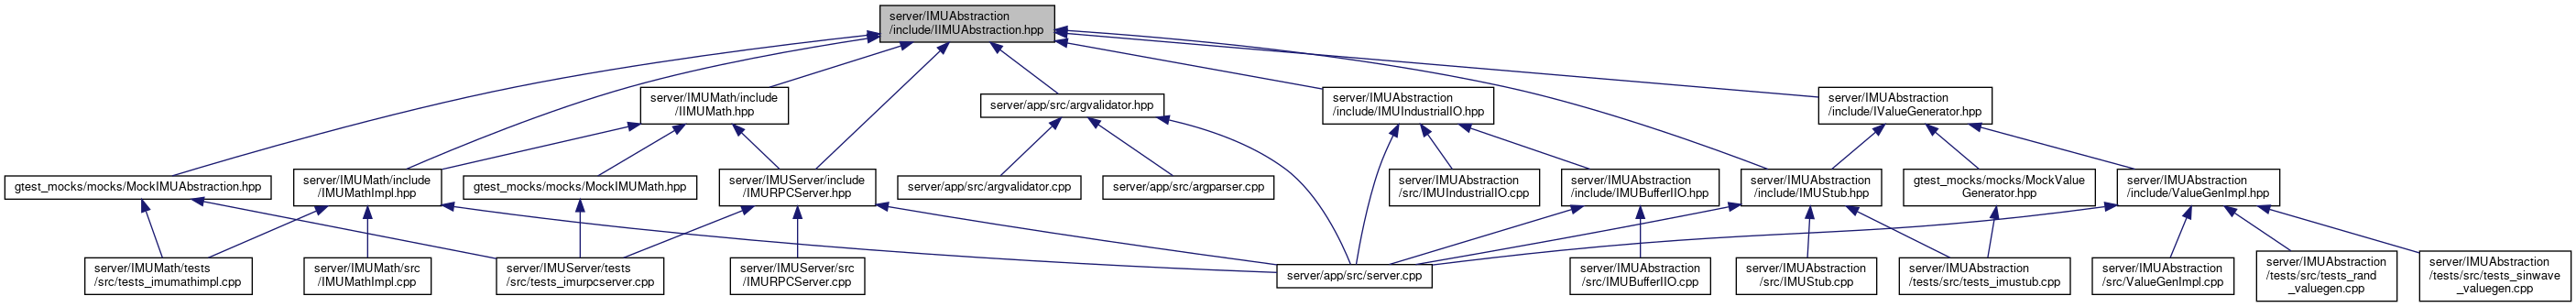 server/IMUAbstraction
/include/IIMUAbstraction.hpp
server/IMUMath/include
/IIMUMath.hpp
server/app/src/argvalidator.hpp
server/IMUAbstraction
/include/IMUIndustrialIO.hpp
server/IMUAbstraction
/include/IValueGenerator.hpp
gtest_mocks/mocks/MockIMUAbstraction.hpp
server/IMUMath/include
/IMUMathImpl.hpp
gtest_mocks/mocks/MockIMUMath.hpp
server/IMUServer/include
/IMURPCServer.hpp
server/app/src/argvalidator.cpp
server/app/src/argparser.cpp
server/IMUAbstraction
/src/IMUIndustrialIO.cpp
server/IMUAbstraction
/include/IMUBufferIIO.hpp
server/IMUAbstraction
/include/IMUStub.hpp
gtest_mocks/mocks/MockValue
Generator.hpp
server/IMUAbstraction
/include/ValueGenImpl.hpp
server/IMUMath/tests
/src/tests_imumathimpl.cpp
server/IMUMath/src
/IMUMathImpl.cpp
server/IMUServer/tests
/src/tests_imurpcserver.cpp
server/IMUServer/src
/IMURPCServer.cpp
server/app/src/server.cpp
server/IMUAbstraction
/src/IMUBufferIIO.cpp
server/IMUAbstraction
/src/IMUStub.cpp
server/IMUAbstraction
/tests/src/tests_imustub.cpp
server/IMUAbstraction
/src/ValueGenImpl.cpp
server/IMUAbstraction
/tests/src/tests_rand
_valuegen.cpp
server/IMUAbstraction
/tests/src/tests_sinwave
_valuegen.cpp